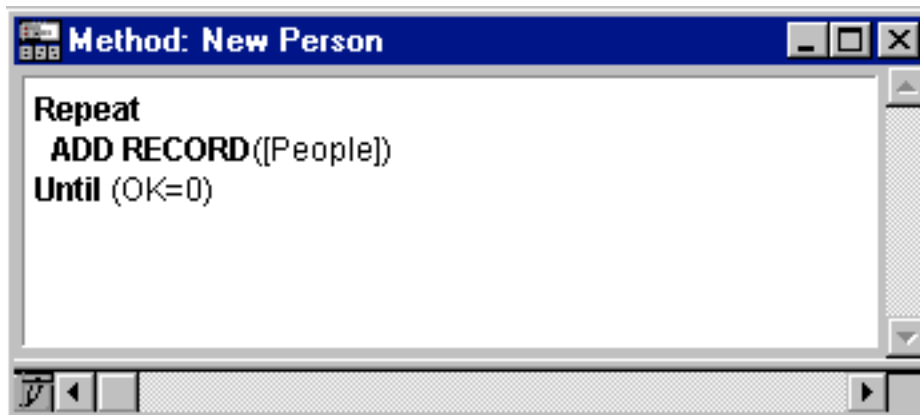 Method: New Person
Repeat
ADD RECORD([People])
Until (OK=0)